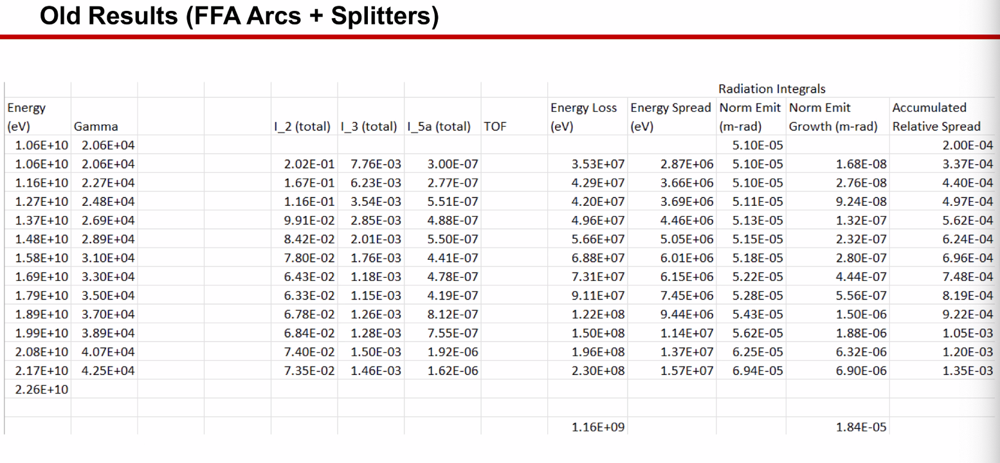 Old Results (FFA Arcs + Splitters)
Radiation Integrals
Energy (eV) Gamma I_2 (total) I_3 (total) I_5a (total) TOF Energy Loss (eV) Energy Spread (eV) Norm Emit (m-rad) Norm Emit Growth (m-rad) Accumulated Relative Spread
1.06E+10 2.06E+04 5.10E-05 2.00E-04
1.06E+10 2.06E+04 2.02E-01 7.76E-03 3.00E-07 3.53E+07 2.87E+06 5.10E-05 1.68E-08 3.37E-04
1.16E+10 2.27E+04 1.67E-01 6.23E-03 2.77E-07 4.29E+07 3.66E+06 5.10E-05 2.76E-08 4.40E-04
1.27E+10 2.48E+04 1.16E-01 3.54E-03 5.51E-07 4.20E+07 3.69E+06 5.11E-05 9.24E-08 4.97E-04
1.37E+10 2.69E+04 9.91E-02 2.85E-03 4.88E-07 4.96E+07 4.46E+06 5.13E-05 1.32E-07 5.62E-04
1.48E+10 2.89E+04 8.42E-02 2.01E-03 5.50E-07 5.66E+07 5.05E+06 5.15E-05 2.32E-07 6.24E-04
1.58E+10 3.10E+04 7.80E-02 1.76E-03 4.41E-07 6.88E+07 6.01E+06 5.18E-05 2.80E-07 6.96E-04
1.69E+10 3.30E+04 6.43E-02 1.18E-03 4.78E-07 7.31E+07 6.15E+06 5.22E-05 4.44E-07 7.48E-04
1.79E+10 3.50E+04 6.33E-02 1.15E-03 4.19E-07 9.11E+07 7.45E+06 5.28E-05 5.56E-07 8.19E-04
1.89E+10 3.70E+04 6.78E-02 1.26E-03 8.12E-07 1.22E+08 9.44E+06 5.43E-05 1.50E-06 9.22E-04
1.99E+10 3.89E+04 6.84E-02 1.28E-03 7.55E-07 1.50E+08 1.14E+07 5.62E-05 1.88E-06 1.05E-03
2.08E+10 4.07E+04 7.40E-02 1.50E-03 1.92E-06 1.96E+08 1.37E+07 6.25E-05 6.32E-06 1.20E-03
2.17E+10 4.25E+04 7.35E-02 1.46E-03 1.62E-06 2.30E+08 1.57E+07 6.94E-05 6.90E-06 1.35E-03
2.26E+10
1.16E+09 1.84E-05